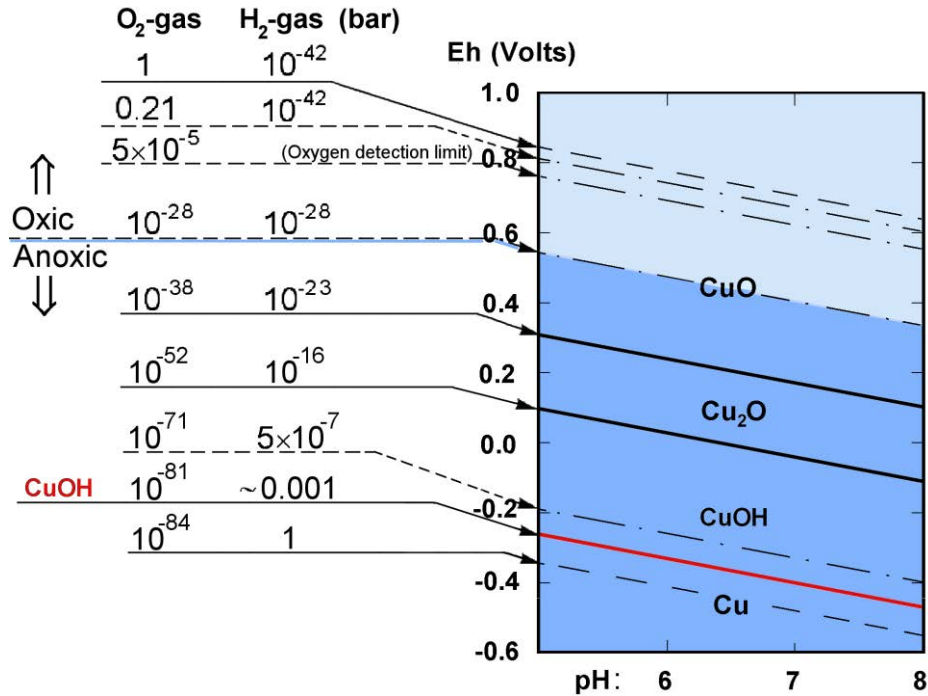 O₂-gas H₂-gas (bar)
Eh (Volts)
1 10⁻⁴²
1.0
0.21 10⁻⁴²
5×10⁻⁵ (Oxygen detection limit)
0.8
Oxic
10⁻²⁸ 10⁻²⁸
0.6
Anoxic
CuO
10⁻³⁸ 10⁻²³
0.4
10⁻⁵² 10⁻¹⁶
0.2
Cu₂O
10⁻⁷¹ 5×10⁻⁷
0.0
CuOH 10⁻⁸¹ ~0.001
-0.2
CuOH
10⁻⁸⁴ 1
-0.4
Cu
-0.6
pH: 6 7 8